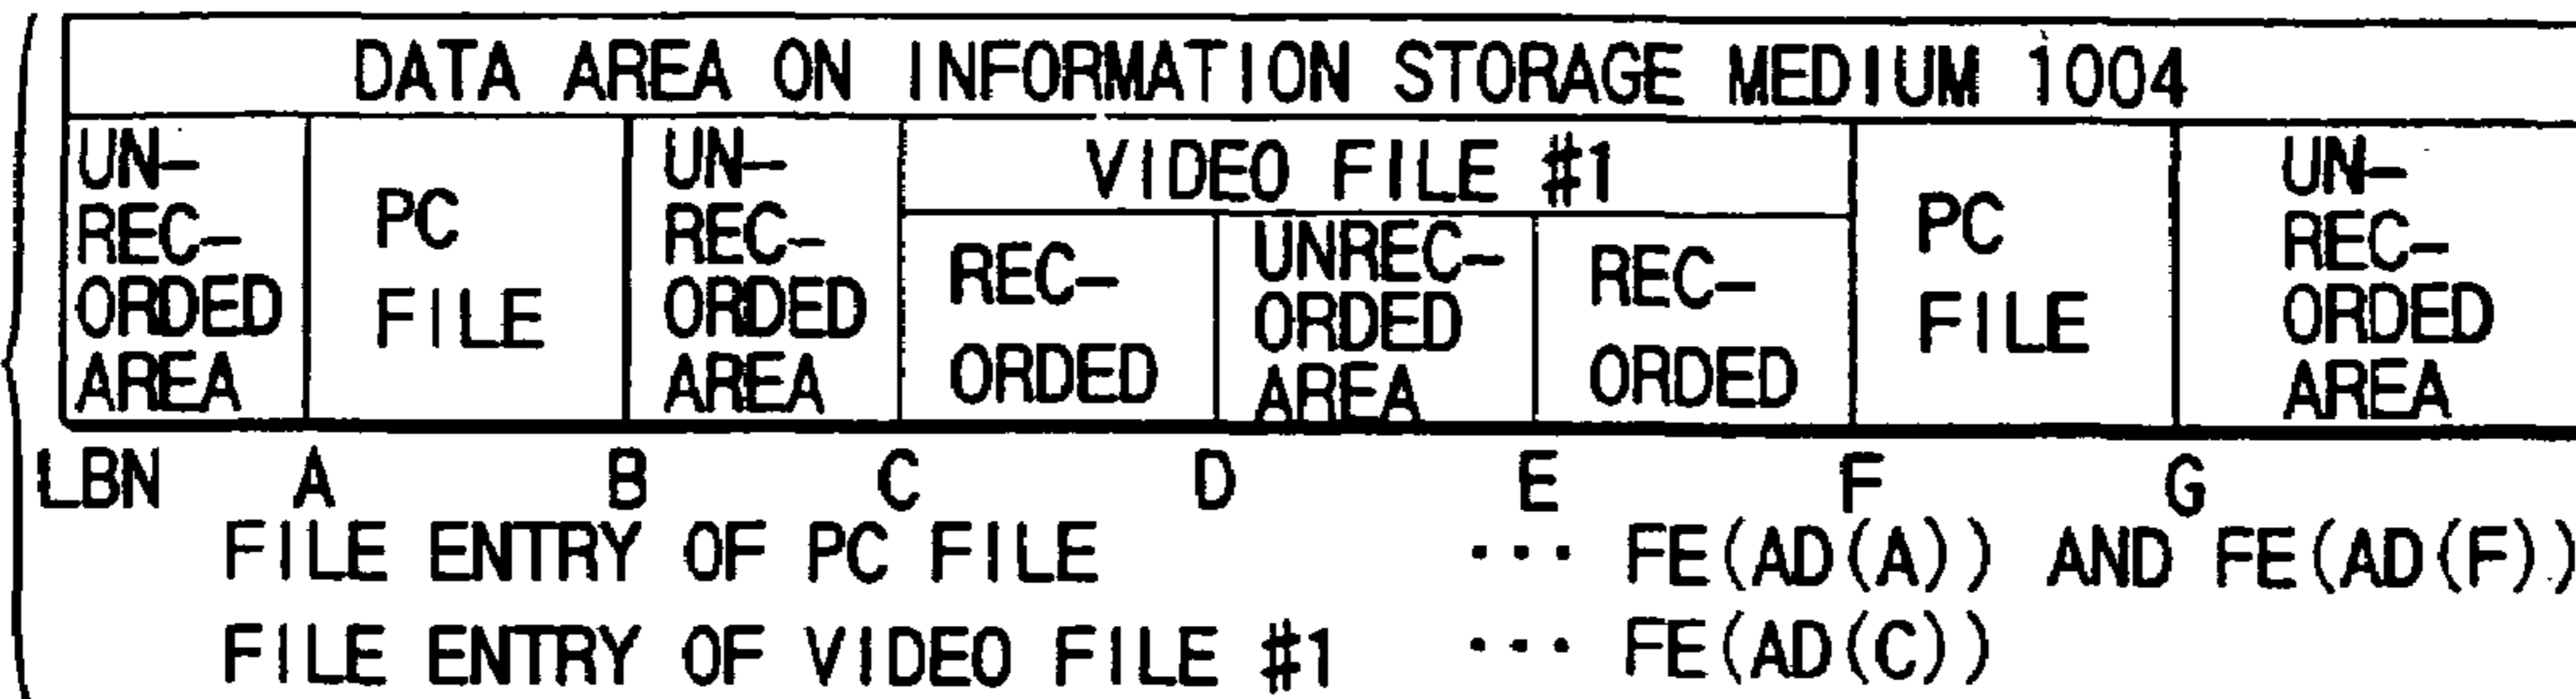 DATA AREA ON INFORMATION STORAGE MEDIUM 1004
UN-
REC-
ORDED
AREA
PC
FILE
UN-
REC-
ORDED
AREA
VIDEO FILE #1
REC-
ORDED
UNREC-
ORDED
AREA
REC-
ORDED
PC
FILE
UN-
REC-
ORDED
AREA
LBN A B C D E F G
FILE ENTRY OF PC FILE ··· FE(AD(A)) AND FE(AD(F))
FILE ENTRY OF VIDEO FILE #1 ··· FE(AD(C))